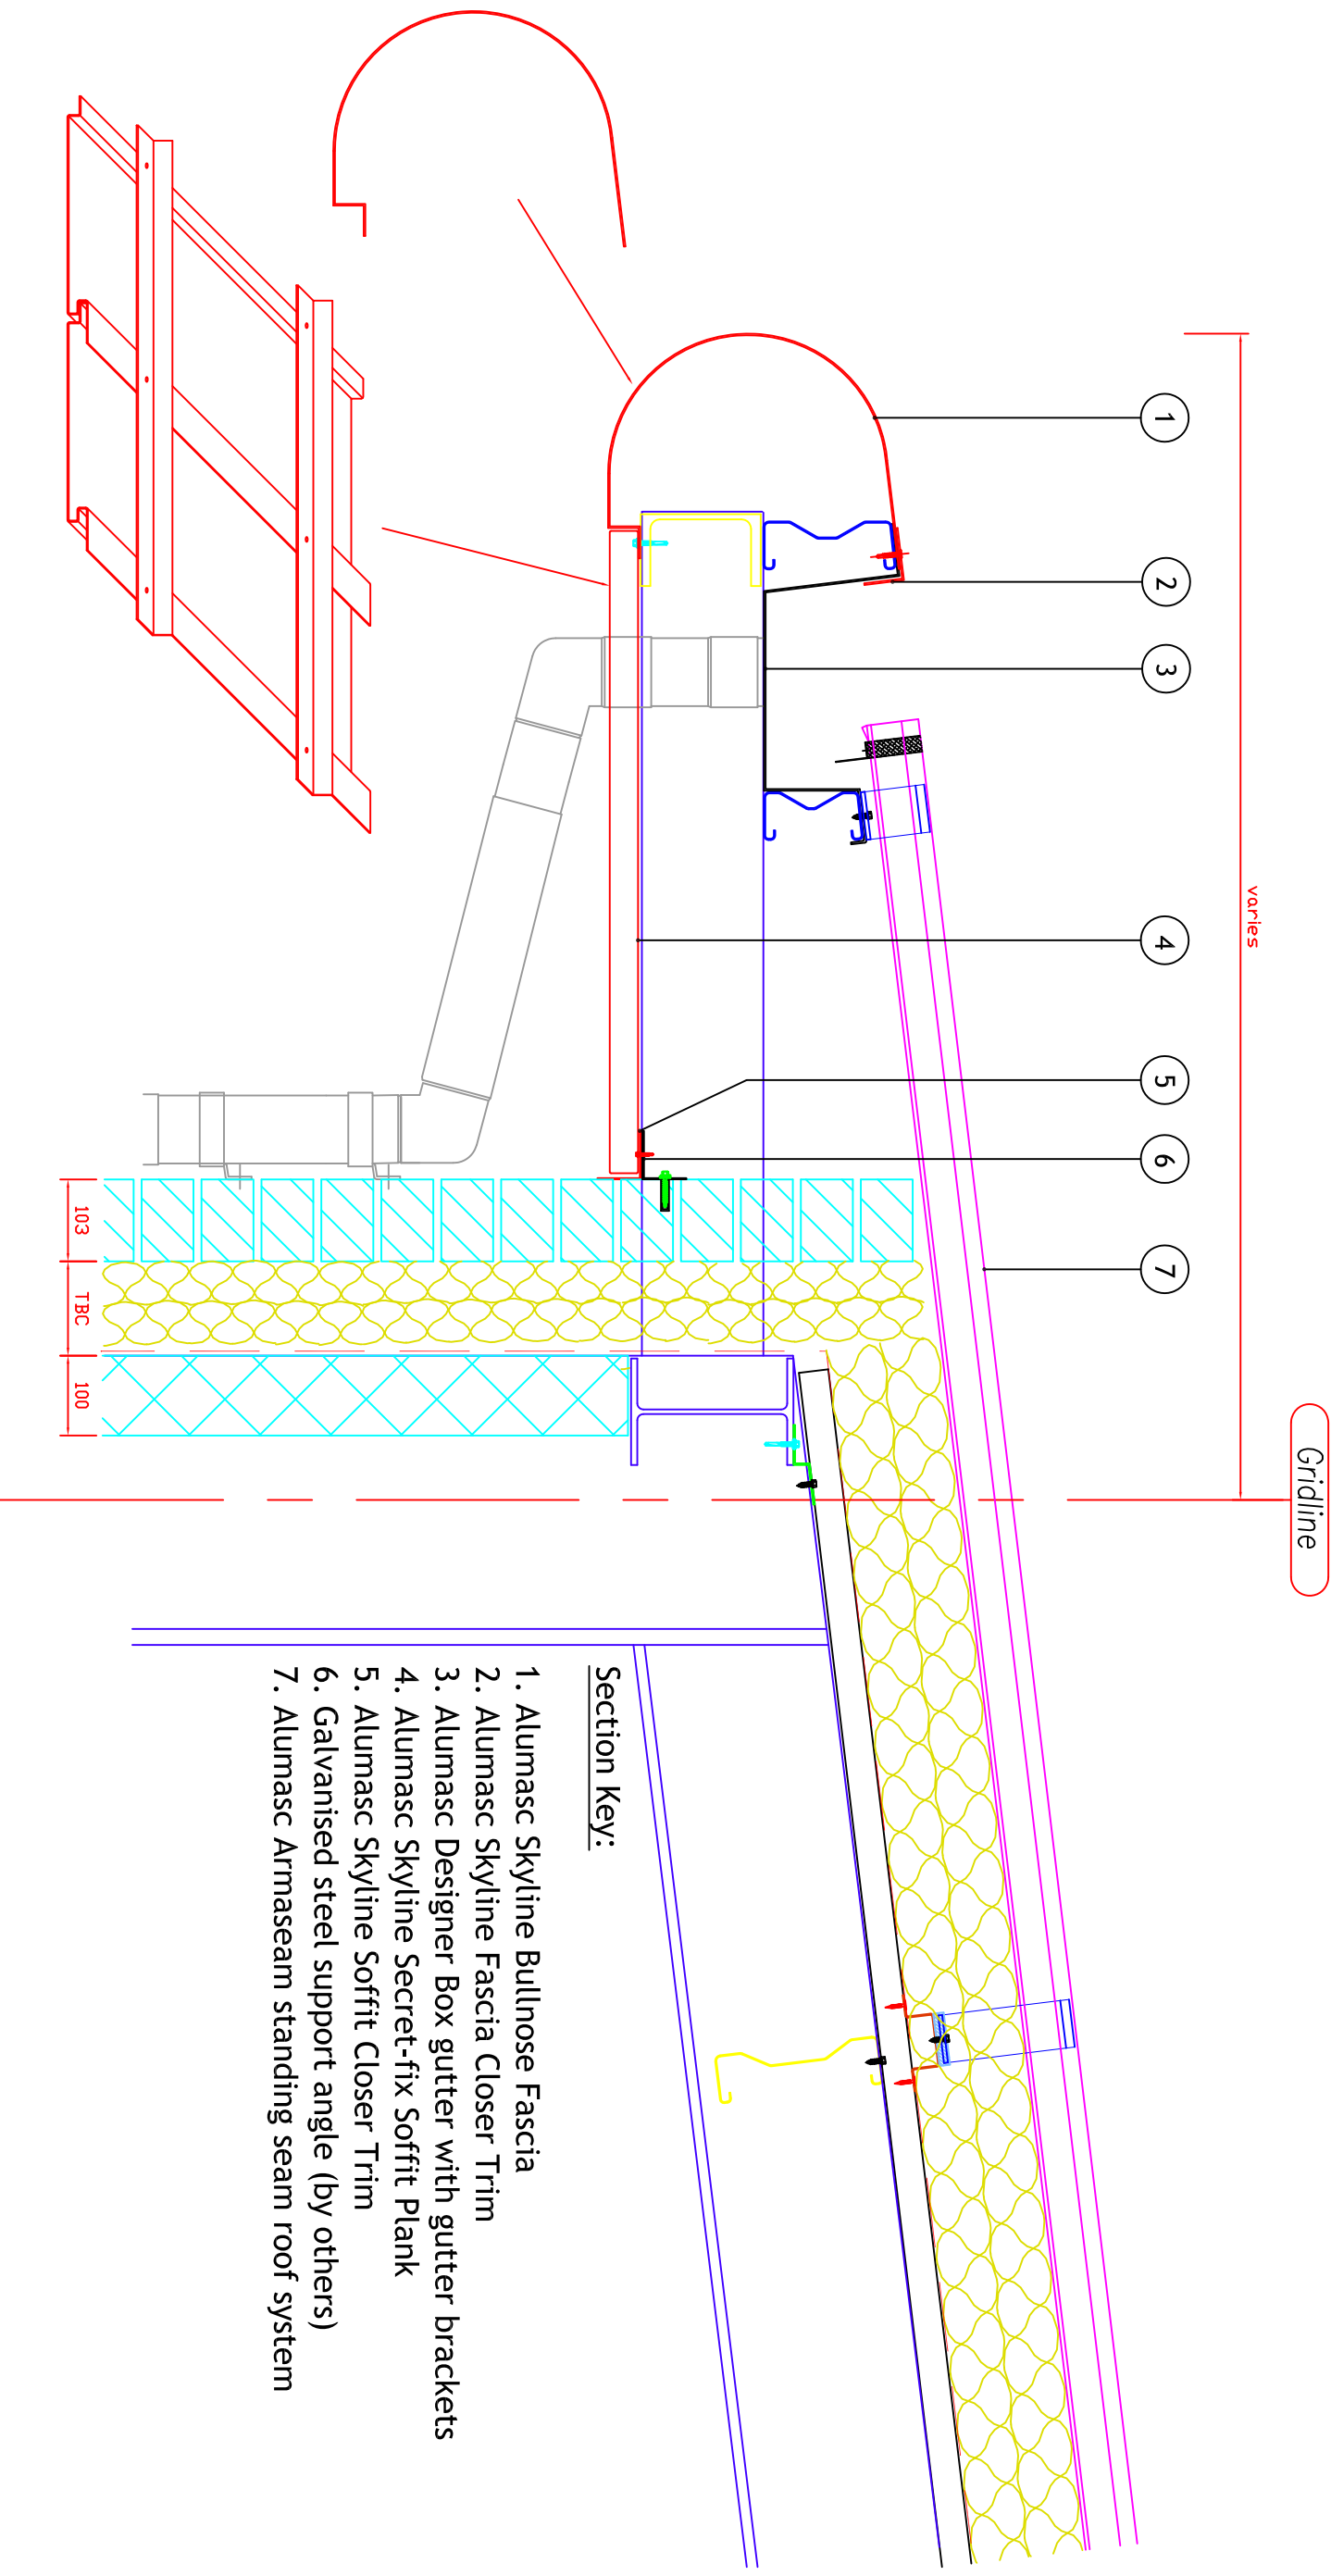 Gridline
varies
1
2
3
4
5
6
7
103
TBC
100
Section Key:
1. Alumasc Skyline Bullnose Fascia
2. Alumasc Skyline Fascia Closer Trim
3. Alumasc Designer Box gutter with gutter brackets
4. Alumasc Skyline Secret-fix Soffit Plank
5. Alumasc Skyline Soffit Closer Trim
6. Galvanised steel support angle (by others)
7. Alumasc Armaseam standing seam roof system